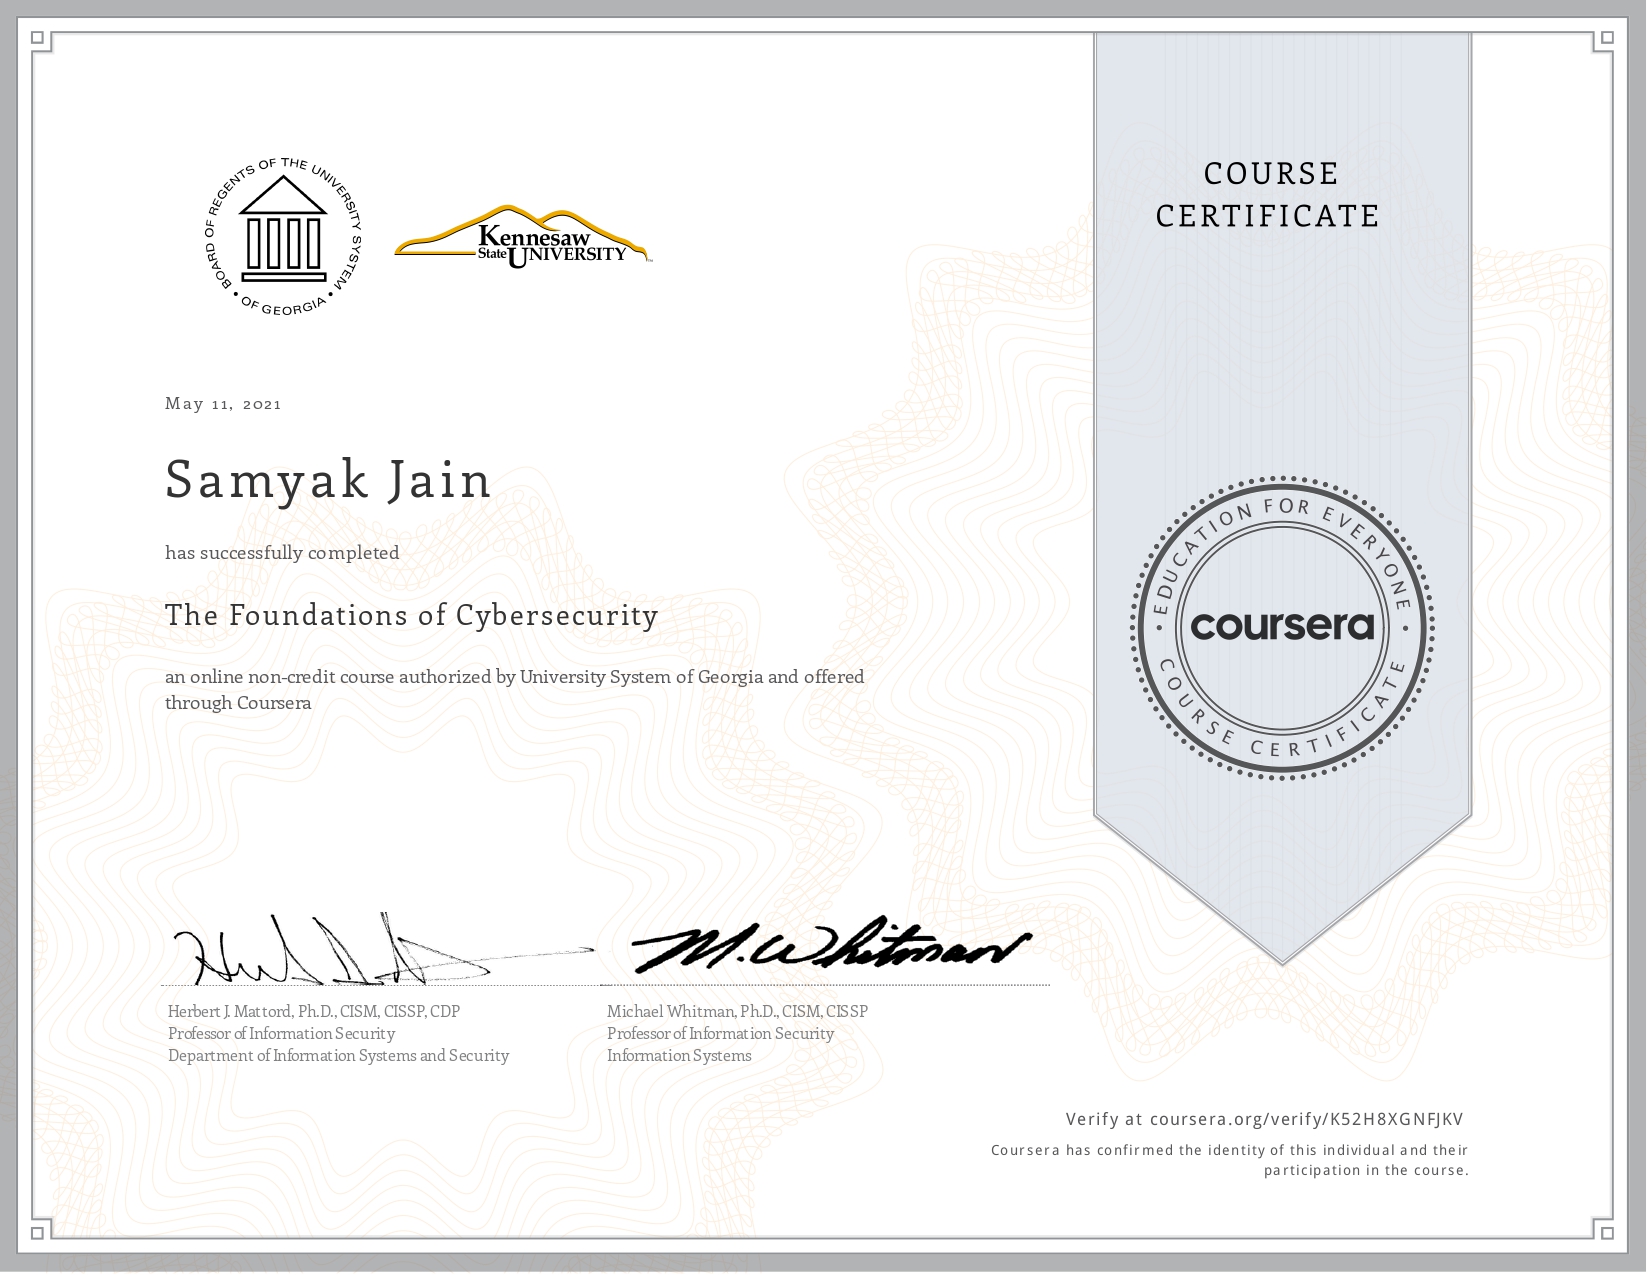 BOARD OF REGENTS OF THE UNIVERSITY SYSTEM
• OF GEORGIA •
Kennesaw
State UNIVERSITY
COURSE
CERTIFICATE
May 11, 2021
Samyak Jain
has successfully completed
The Foundations of Cybersecurity
an online non-credit course authorized by University System of Georgia and offered
through Coursera
• EDUCATION FOR EVERYONE •
coursera
COURSE CERTIFICATE
M. Whitman
Herbert J. Mattord, Ph.D., CISM, CISSP, CDP
Professor of Information Security
Department of Information Systems and Security
Michael Whitman, Ph.D., CISM, CISSP
Professor of Information Security
Information Systems
Verify at coursera.org/verify/K52H8XGNFJKV
Coursera has confirmed the identity of this individual and their
participation in the course.